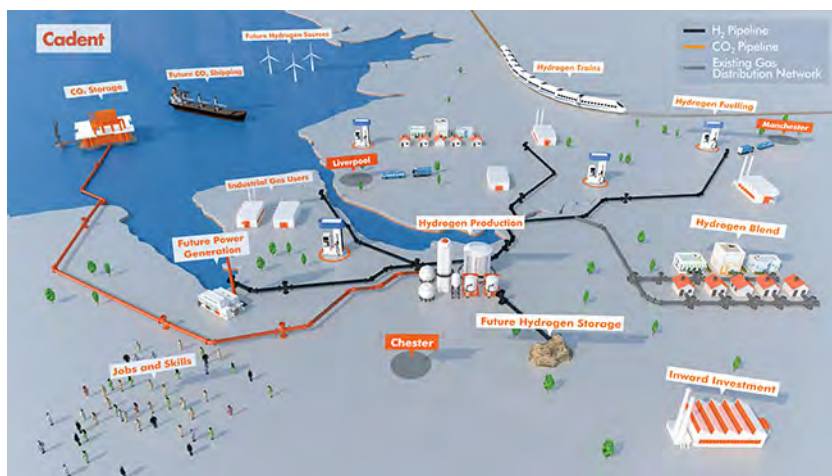 Cadent
Future Hydrogen Sources
H2 Pipeline
CO2 Pipeline
Existing Gas
Distribution Network
Future CO2 Shipping
CO2 Storage
Hydrogen Trains
Hydrogen Fuelling
Manchester
Liverpool
Industrial Gas Users
Hydrogen Production
Hydrogen Blend
Future Power
Generation
Future Hydrogen Storage
Chester
Jobs and Skills
Inward Investment